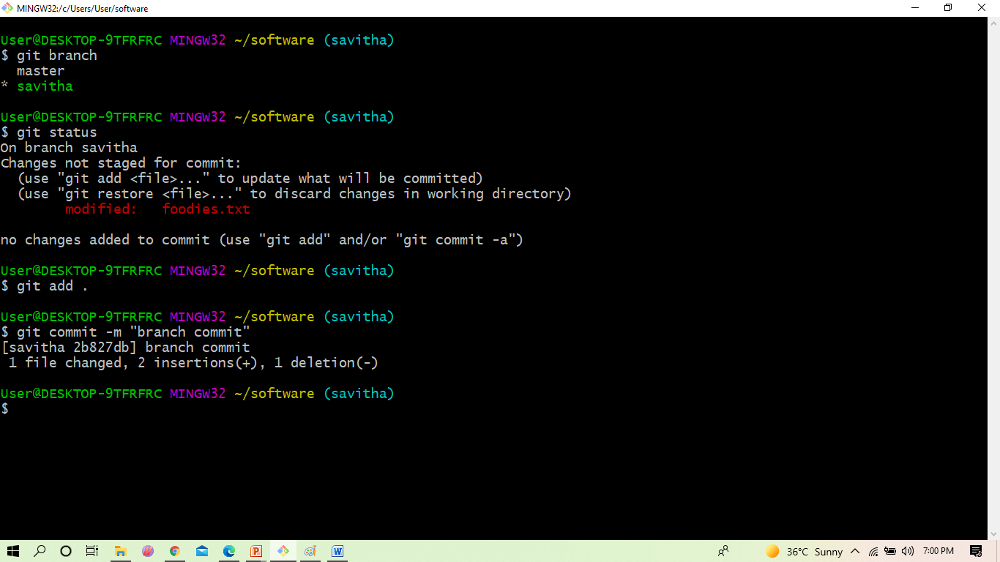 MINGW32:/c/Users/User/software
User@DESKTOP-9TFRFRC MINGW32 ~/software (savitha)
$ git branch
  master
* savitha
User@DESKTOP-9TFRFRC MINGW32 ~/software (savitha)
$ git status
On branch savitha
Changes not staged for commit:
  (use "git add <file>..." to update what will be committed)
  (use "git restore <file>..." to discard changes in working directory)
        modified:   foodies.txt
no changes added to commit (use "git add" and/or "git commit -a")
User@DESKTOP-9TFRFRC MINGW32 ~/software (savitha)
$ git add .
User@DESKTOP-9TFRFRC MINGW32 ~/software (savitha)
$ git commit -m "branch commit"
[savitha 2b827db] branch commit
 1 file changed, 2 insertions(+), 1 deletion(-)
User@DESKTOP-9TFRFRC MINGW32 ~/software (savitha)
$
36°C Sunny 7:00 PM